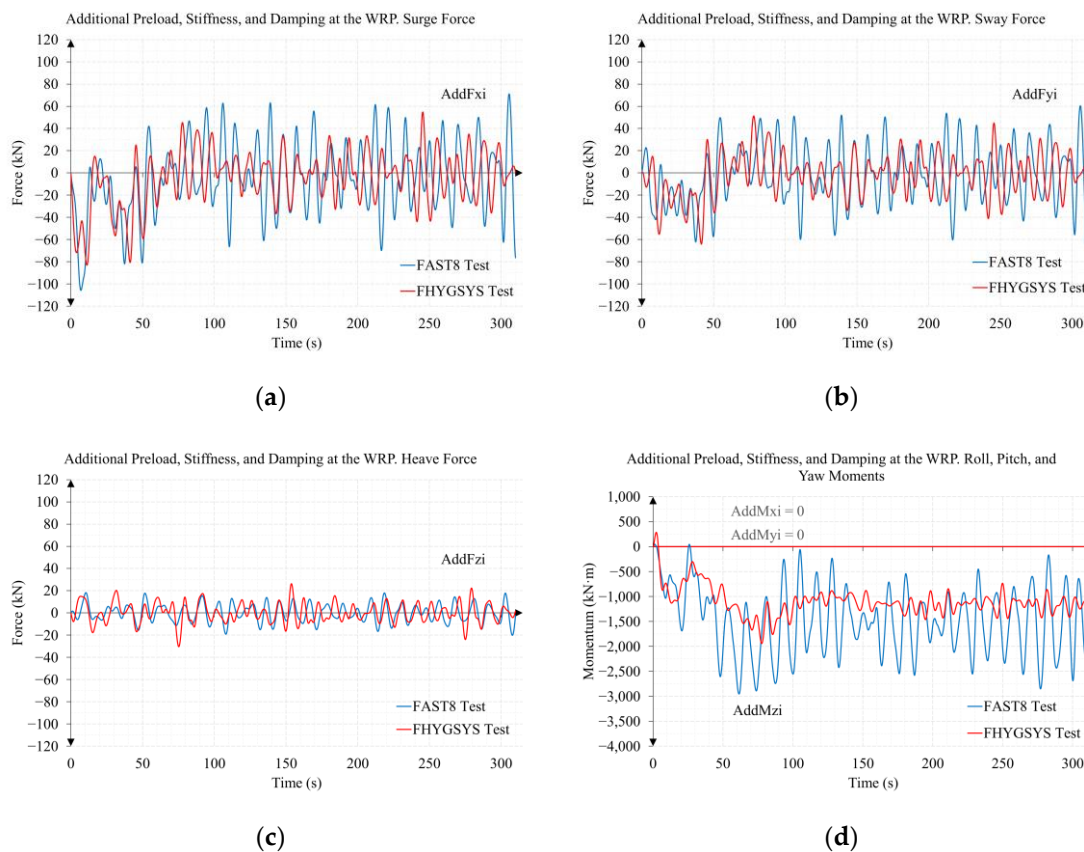 Additional Preload, Stiffness, and Damping at the WRP. Surge Force
120
100
80
60
40
20
0
−20
−40
−60
−80
−100
−120
Force (kN)
AddFxi
FAST8 Test
FHYGSYS Test
0 50 100 150 200 250 300
Time (s)
(a)
Additional Preload, Stiffness, and Damping at the WRP. Sway Force
120
100
80
60
40
20
0
−20
−40
−60
−80
−100
−120
Force (kN)
AddFyi
FAST8 Test
FHYGSYS Test
0 50 100 150 200 250 300
Time (s)
(b)
Additional Preload, Stiffness, and Damping at the WRP. Heave Force
120
100
80
60
40
20
0
−20
−40
−60
−80
−100
−120
Force (kN)
AddFzi
FAST8 Test
FHYGSYS Test
0 50 100 150 200 250 300
Time (s)
(c)
Additional Preload, Stiffness, and Damping at the WRP. Roll, Pitch, and
Yaw Moments
1,000
500
0
−500
−1,000
−1,500
−2,000
−2,500
−3,000
−3,500
−4,000
Momentum (kN·m)
AddMxi = 0
AddMyi = 0
AddMzi
FAST8 Test
FHYGSYS Test
0 50 100 150 200 250 300
Time (s)
(d)